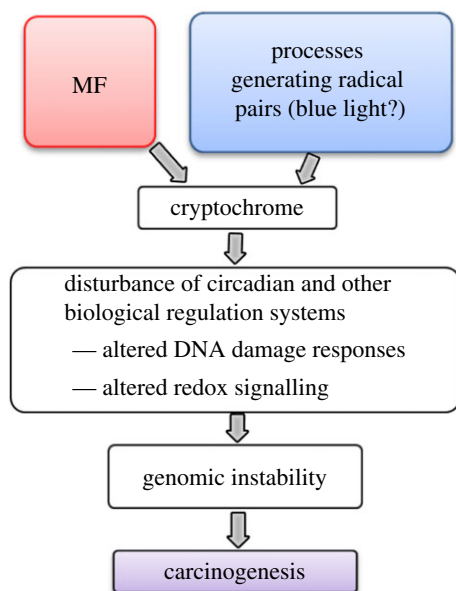 MF
processes
generating radical
pairs (blue light?)
cryptochrome
disturbance of circadian and other
biological regulation systems
— altered DNA damage responses
— altered redox signalling
genomic instability
carcinogenesis